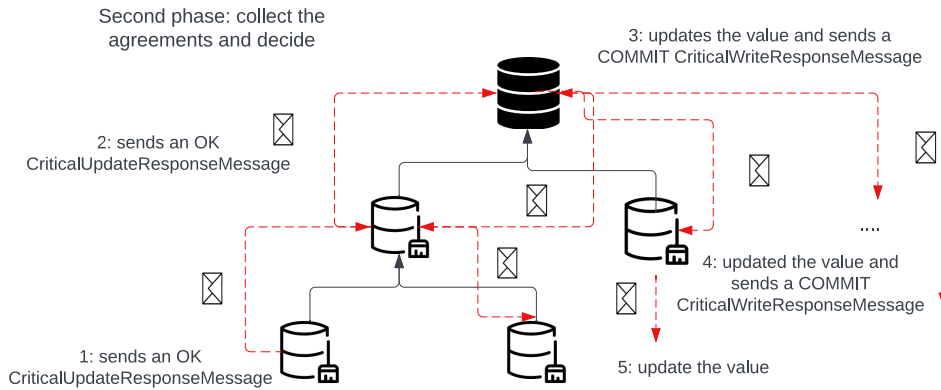 Second phase: collect the
agreements and decide
3: updates the value and sends a
COMMIT CriticalWriteResponseMessage
2: sends an OK
CriticalUpdateResponseMessage
....
4: updated the value and
sends a COMMIT
CriticalWriteResponseMessage
1: sends an OK
CriticalUpdateResponseMessage
5: update the value